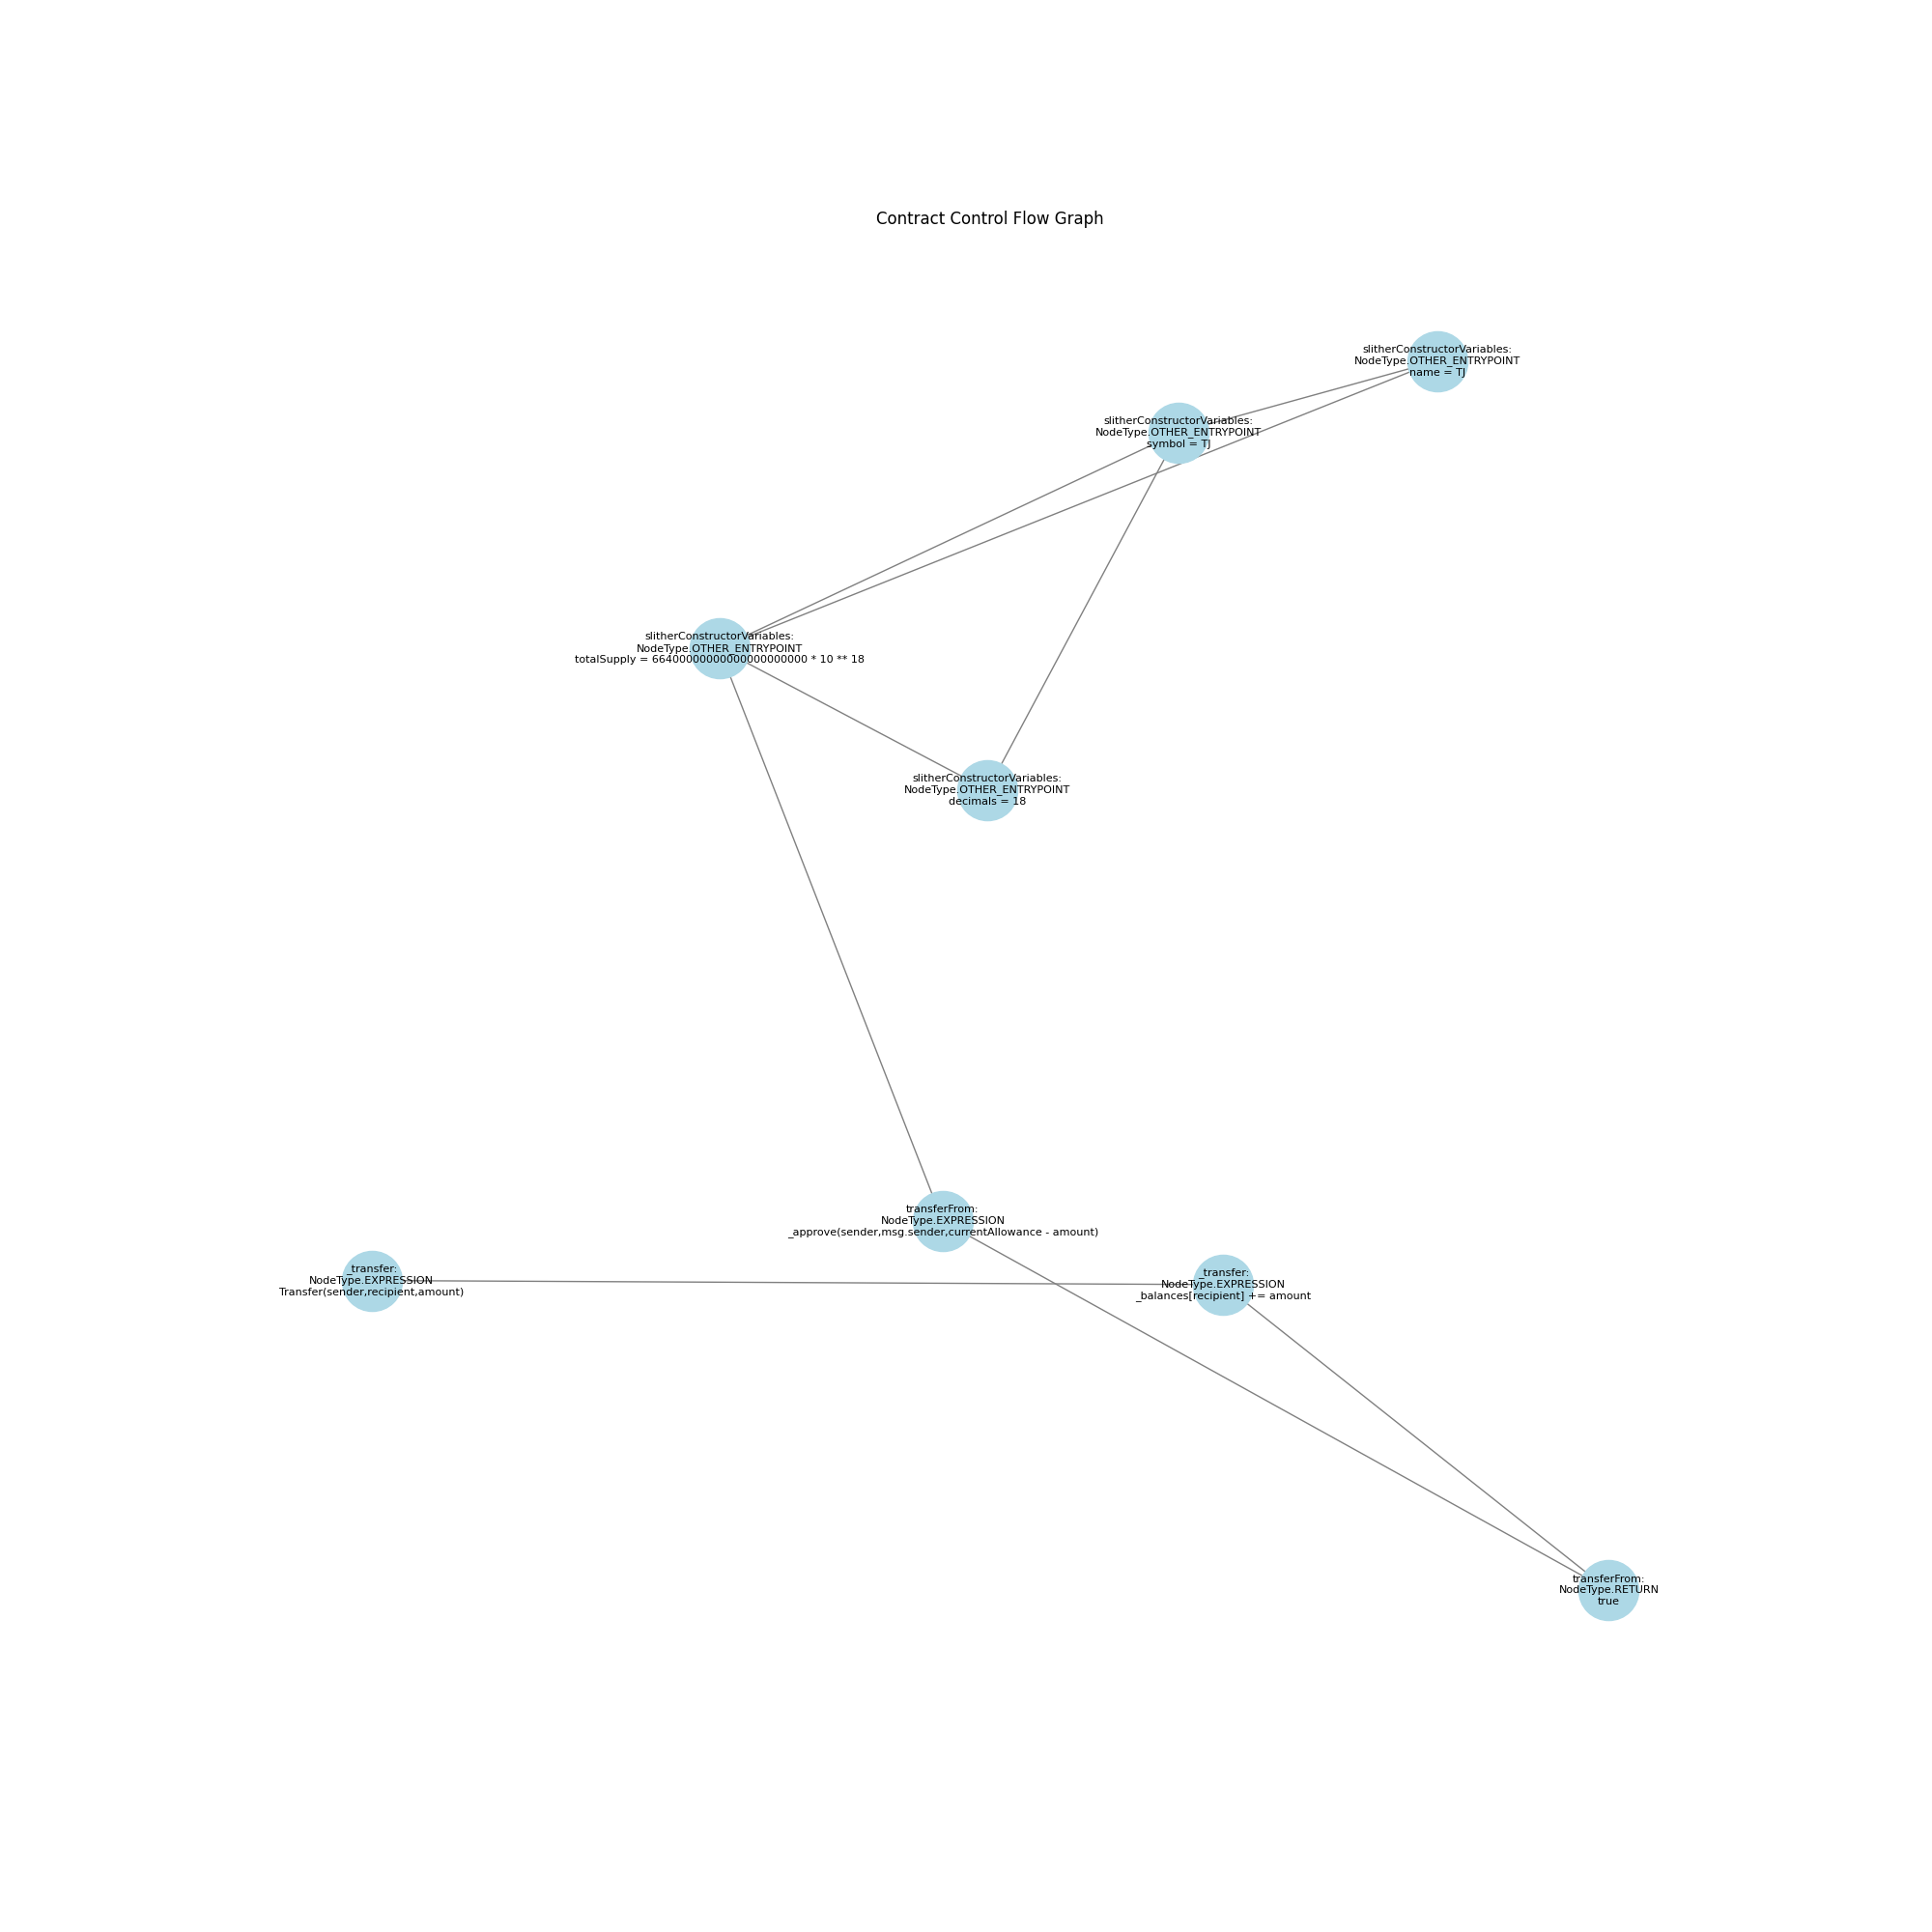 Contract Control Flow Graph
slitherConstructorVariables:
NodeType.OTHER_ENTRYPOINT
name = TJ
slitherConstructorVariables:
NodeType.OTHER_ENTRYPOINT
symbol = TJ
slitherConstructorVariables:
NodeType.OTHER_ENTRYPOINT
totalSupply = 66400000000000000000000 * 10 ** 18
slitherConstructorVariables:
NodeType.OTHER_ENTRYPOINT
decimals = 18
transferFrom:
NodeType.EXPRESSION
_approve(sender,msg.sender,currentAllowance - amount)
_transfer:
NodeType.EXPRESSION
Transfer(sender,recipient,amount)
_transfer:
NodeType.EXPRESSION
_balances[recipient] += amount
transferFrom:
NodeType.RETURN
true